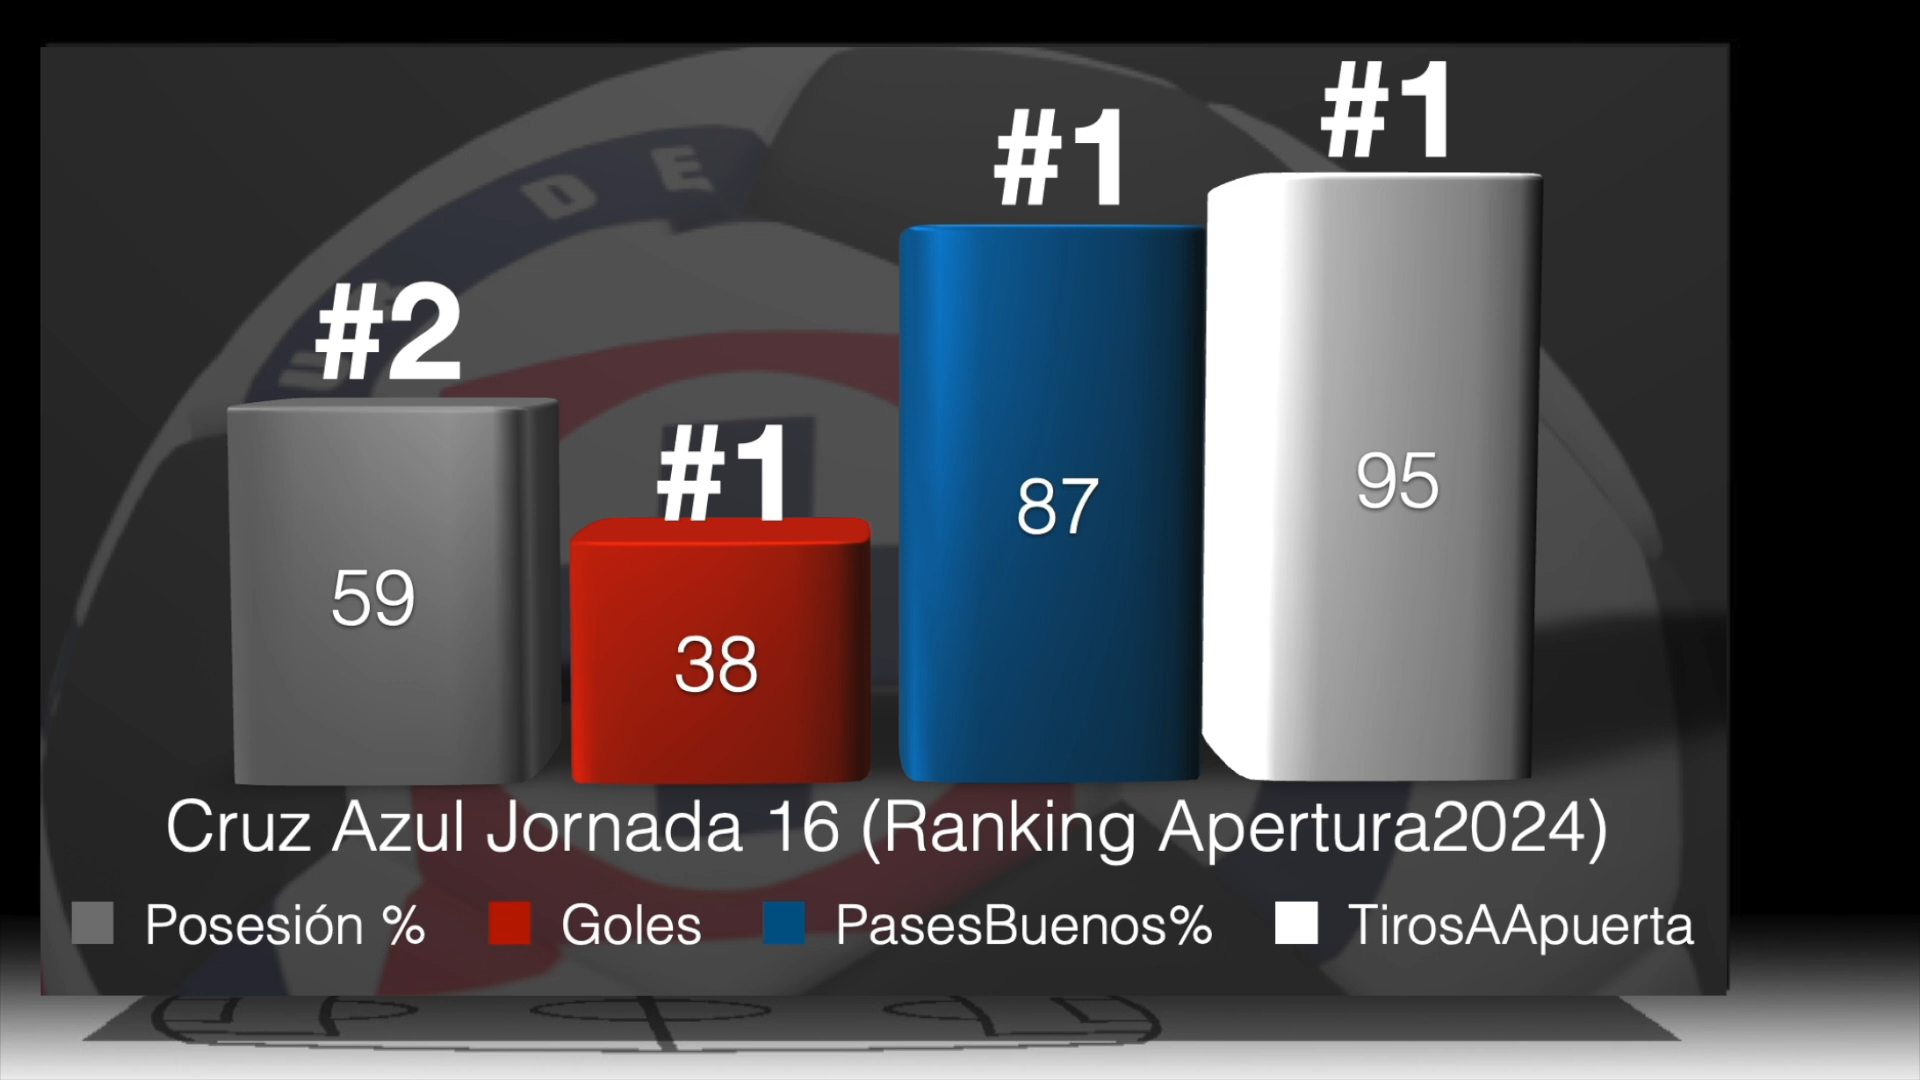 #1
#1
D E
#2
#1
59
38
87
95
Cruz Azul Jornada 16 (Ranking Apertura2024)
Posesión % Goles PasesBuenos% TirosAApuerta